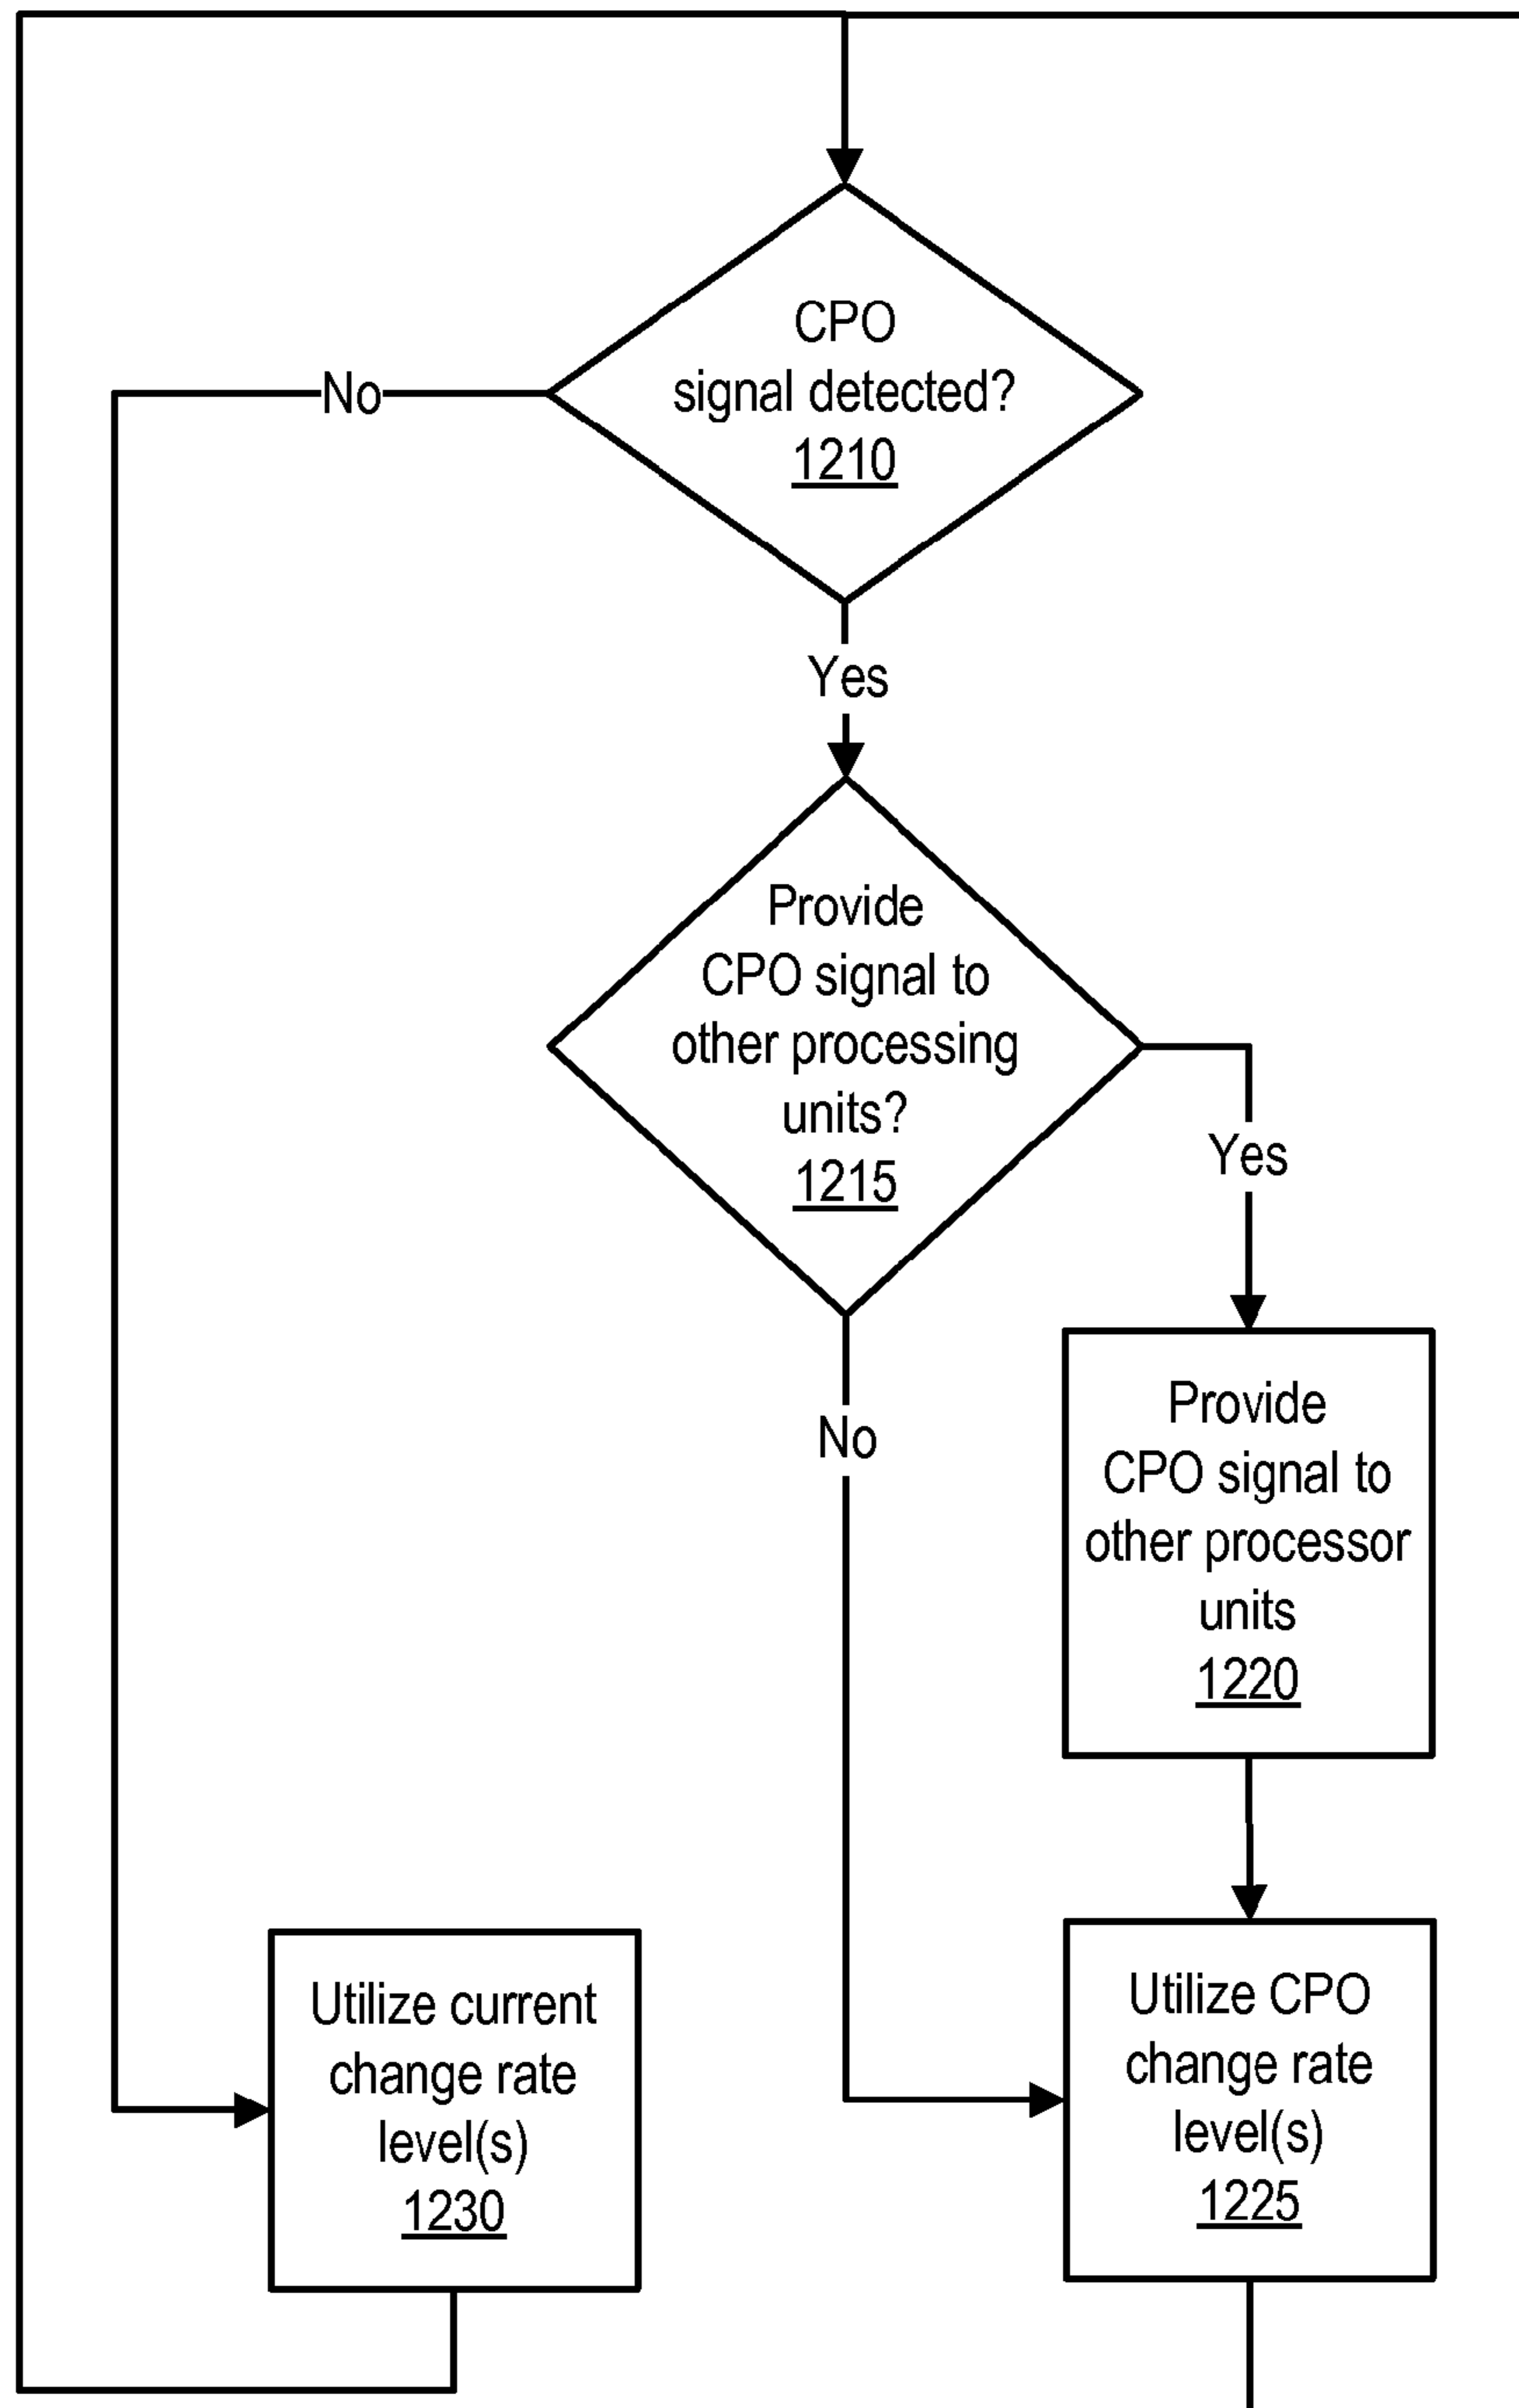 CPO
signal detected?
1210
No
Yes
Provide
CPO signal to
other processing
units?
1215
Yes
No
Provide
CPO signal to
other processor
units
1220
Utilize current
change rate
level(s)
1230
Utilize CPO
change rate
level(s)
1225